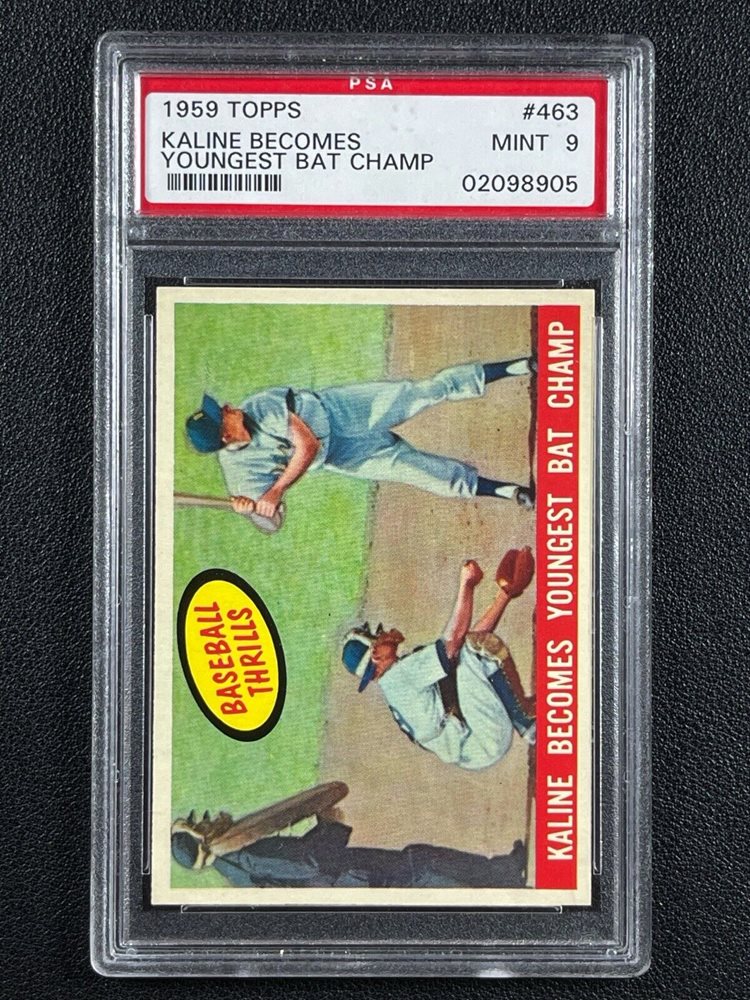 PSA
1959 TOPPS #463
KALINE BECOMES MINT 9
YOUNGEST BAT CHAMP
02098905
BASEBALL
THRILLS
KALINE BECOMES YOUNGEST BAT CHAMP